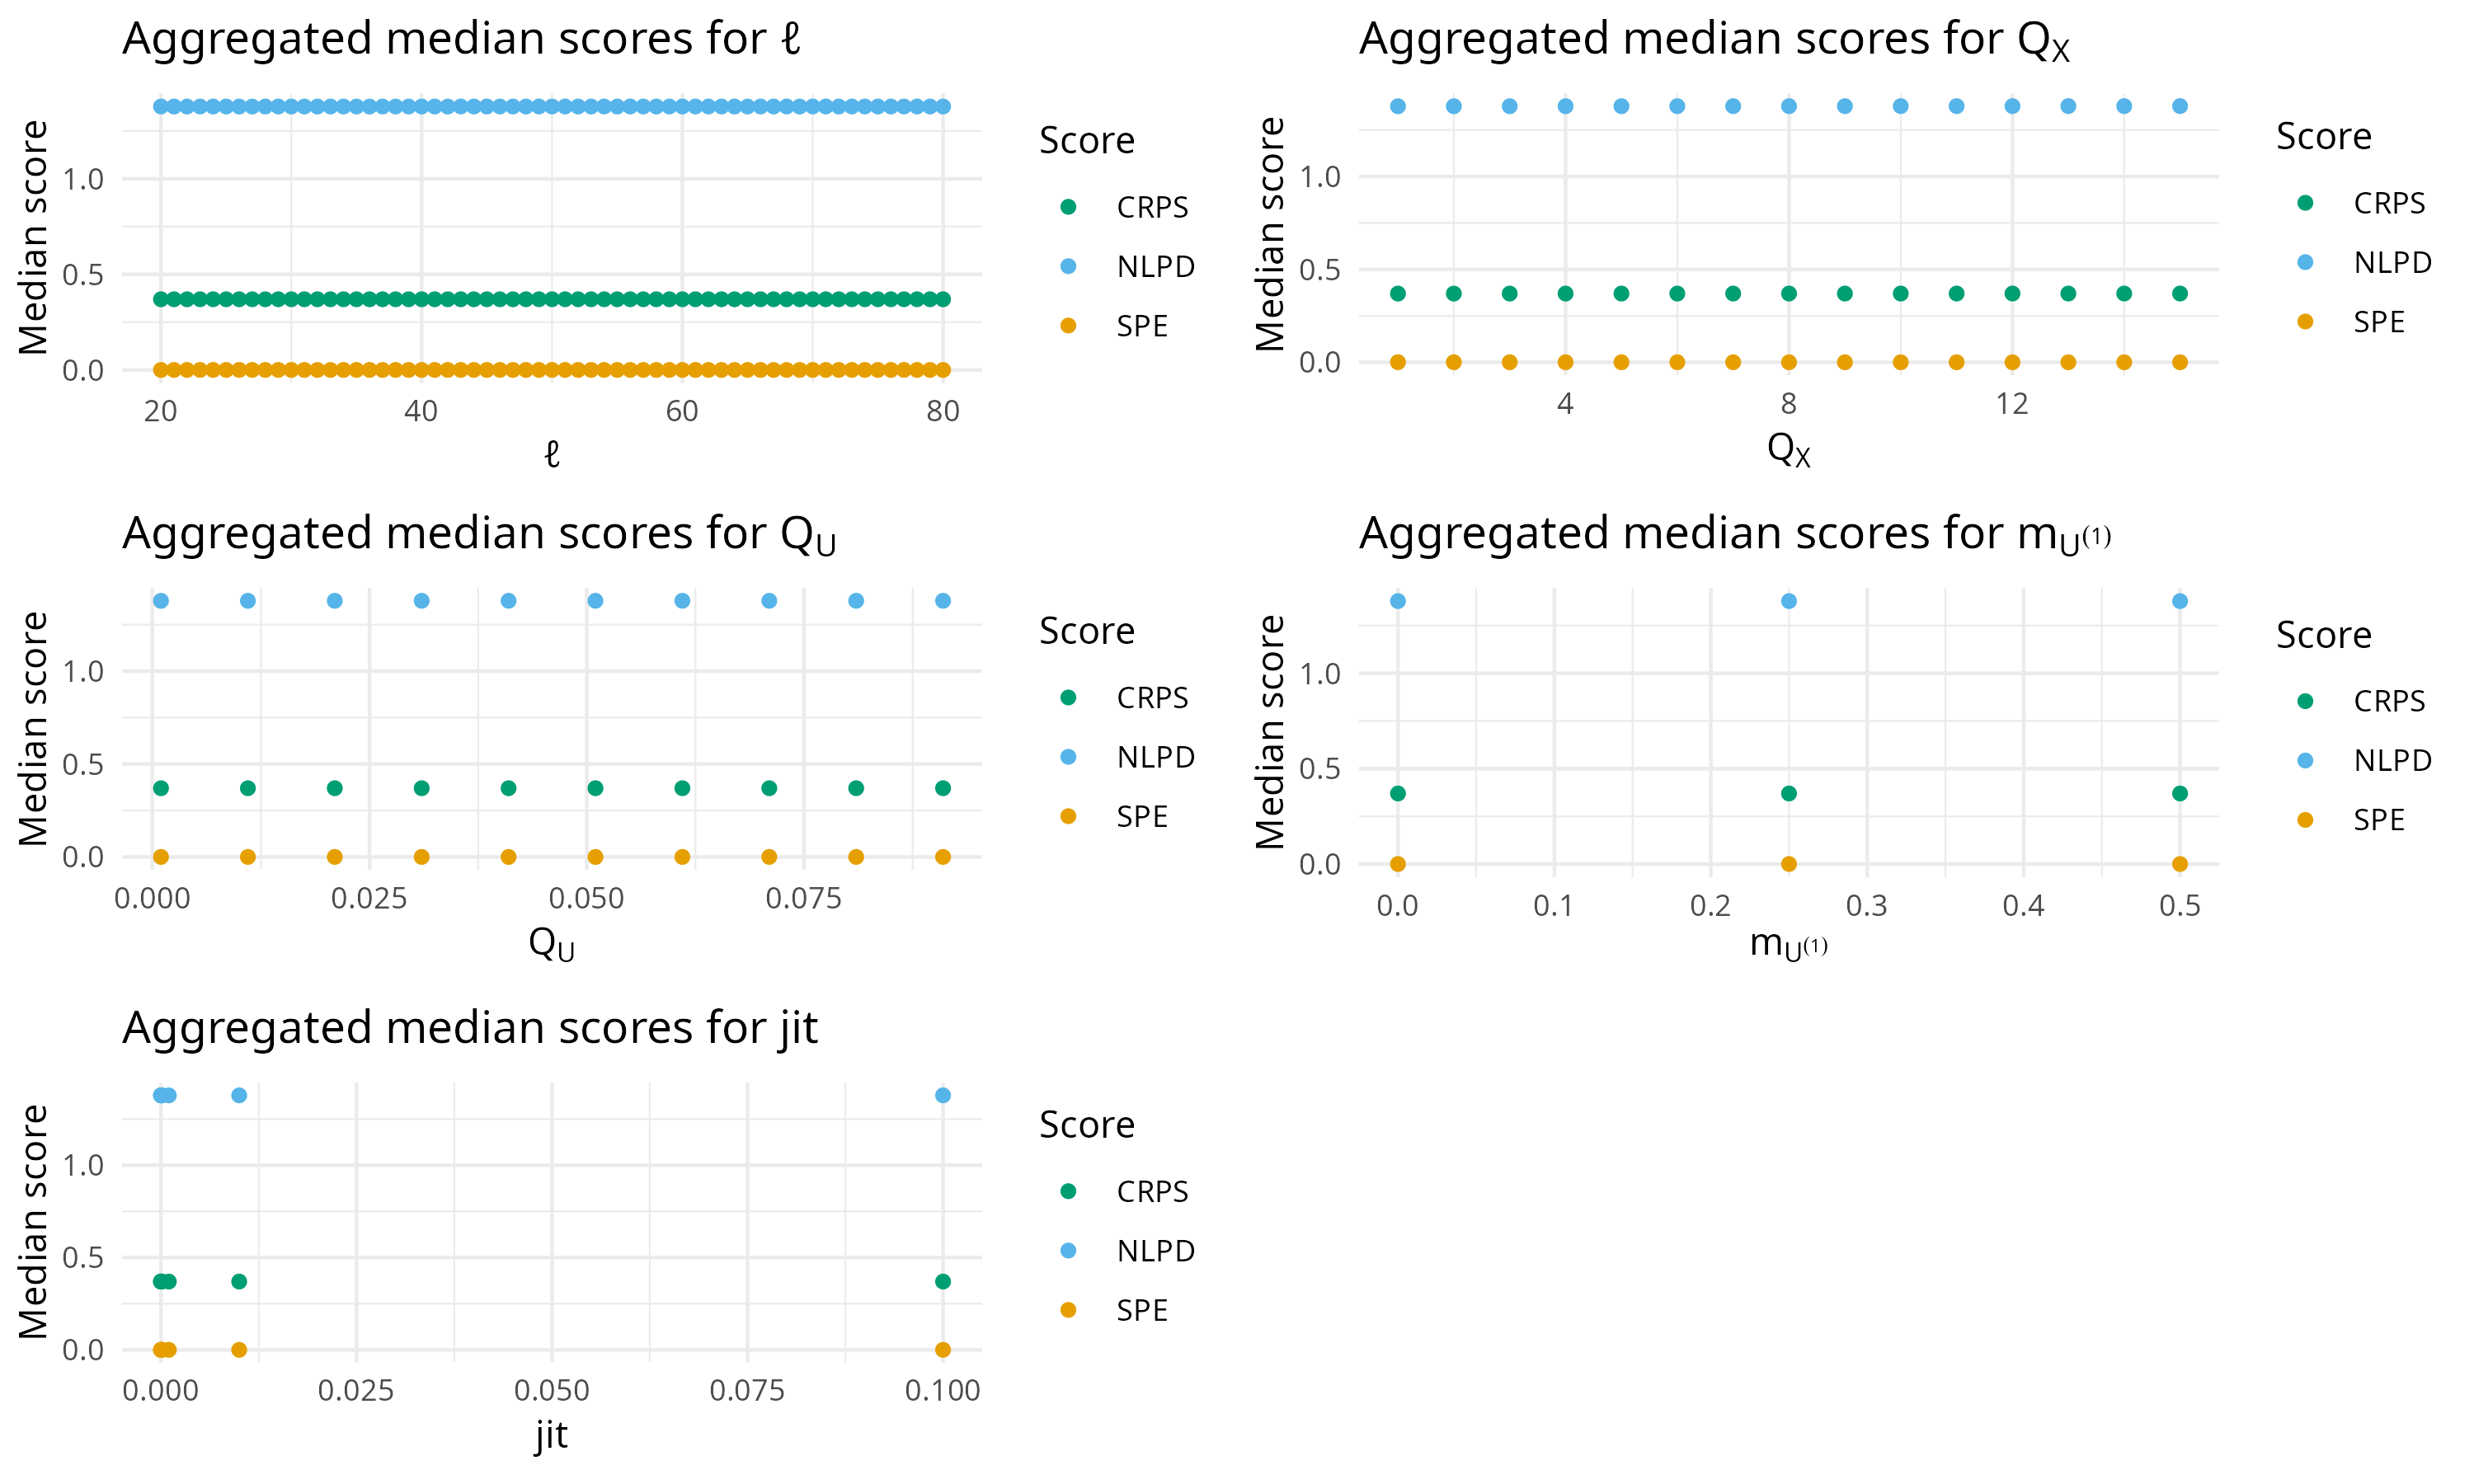 Aggregated median scores for ℓ
Median score
1.0
0.5
0.0
20 40 60 80
ℓ
Score
CRPS
NLPD
SPE
Aggregated median scores for Q_X
Median score
1.0
0.5
0.0
4 8 12
Q_X
Score
CRPS
NLPD
SPE
Aggregated median scores for Q_U
Median score
1.0
0.5
0.0
0.000 0.025 0.050 0.075
Q_U
Score
CRPS
NLPD
SPE
Aggregated median scores for m_U⁽¹⁾
Median score
1.0
0.5
0.0
0.0 0.1 0.2 0.3 0.4 0.5
m_U⁽¹⁾
Score
CRPS
NLPD
SPE
Aggregated median scores for jit
Median score
1.0
0.5
0.0
0.000 0.025 0.050 0.075 0.100
jit
Score
CRPS
NLPD
SPE